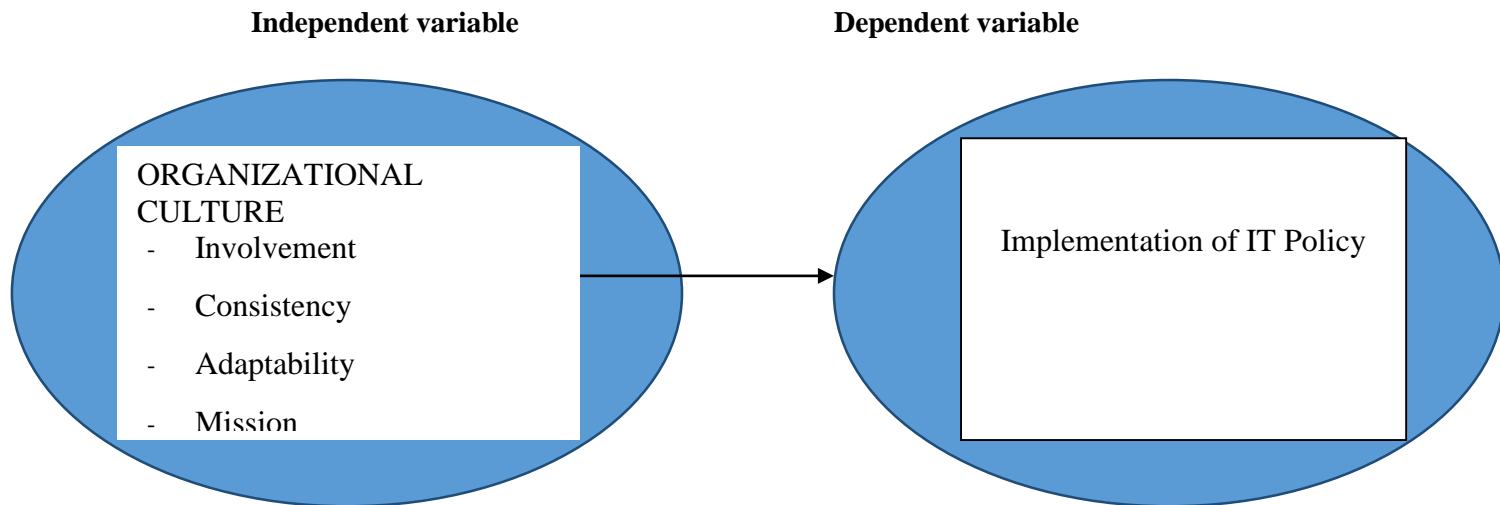 Independent variable
Dependent variable
ORGANIZATIONAL
CULTURE
- Involvement
- Consistency
- Adaptability
- Mission
Implementation of IT Policy